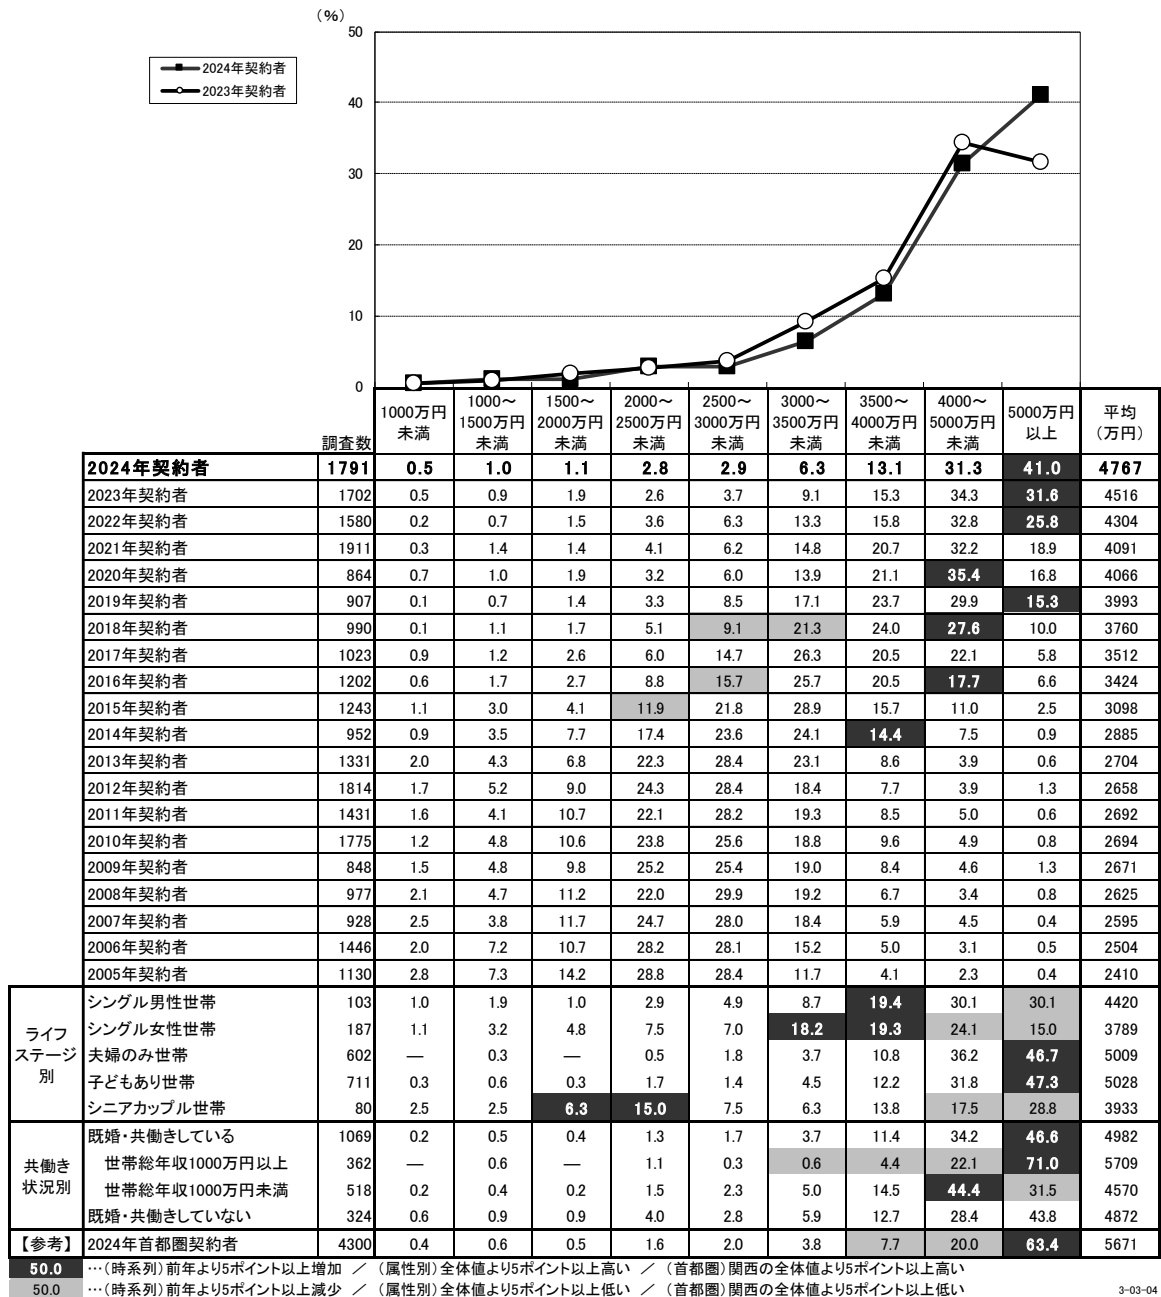 （%）
50
40
30
20
10
0
2024年契約者
2023年契約者
調査数 1000万円未満 1000～1500万円未満 1500～2000万円未満 2000～2500万円未満 2500～3000万円未満 3000～3500万円未満 3500～4000万円未満 4000～5000万円未満 5000万円以上 平均（万円）
2024年契約者 1791 0.5 1.0 1.1 2.8 2.9 6.3 13.1 31.3 41.0 4767
2023年契約者 1702 0.5 0.9 1.9 2.6 3.7 9.1 15.3 34.3 31.6 4516
2022年契約者 1580 0.2 0.7 1.5 3.6 6.3 13.3 15.8 32.8 25.8 4304
2021年契約者 1911 0.3 1.4 1.4 4.1 6.2 14.8 20.7 32.2 18.9 4091
2020年契約者 864 0.7 1.0 1.9 3.2 6.0 13.9 21.1 35.4 16.8 4066
2019年契約者 907 0.1 0.7 1.4 3.3 8.5 17.1 23.7 29.9 15.3 3993
2018年契約者 990 0.1 1.1 1.7 5.1 9.1 21.3 24.0 27.6 10.0 3760
2017年契約者 1023 0.9 1.2 2.6 6.0 14.7 26.3 20.5 22.1 5.8 3512
2016年契約者 1202 0.6 1.7 2.7 8.8 15.7 25.7 20.5 17.7 6.6 3424
2015年契約者 1243 1.1 3.0 4.1 11.9 21.8 28.9 15.7 11.0 2.5 3098
2014年契約者 952 0.9 3.5 7.7 17.4 23.6 24.1 14.4 7.5 0.9 2885
2013年契約者 1331 2.0 4.3 6.8 22.3 28.4 23.1 8.6 3.9 0.6 2704
2012年契約者 1814 1.7 5.2 9.0 24.3 28.4 18.4 7.7 3.9 1.3 2658
2011年契約者 1431 1.6 4.1 10.7 22.1 28.2 19.3 8.5 5.0 0.6 2692
2010年契約者 1775 1.2 4.8 10.6 23.8 25.6 18.8 9.6 4.9 0.8 2694
2009年契約者 848 1.5 4.8 9.8 25.2 25.4 19.0 8.4 4.6 1.3 2671
2008年契約者 977 2.1 4.7 11.2 22.0 29.9 19.2 6.7 3.4 0.8 2625
2007年契約者 928 2.5 3.8 11.7 24.7 28.0 18.4 5.9 4.5 0.4 2595
2006年契約者 1446 2.0 7.2 10.7 28.2 28.1 15.2 5.0 3.1 0.5 2504
2005年契約者 1130 2.8 7.3 14.2 28.8 28.4 11.7 4.1 2.3 0.4 2410
ライフステージ別
シングル男性世帯 103 1.0 1.9 1.0 2.9 4.9 8.7 19.4 30.1 30.1 4420
シングル女性世帯 187 1.1 3.2 4.8 7.5 7.0 18.2 19.3 24.1 15.0 3789
夫婦のみ世帯 602 ― 0.3 ― 0.5 1.8 3.7 10.8 36.2 46.7 5009
子どもあり世帯 711 0.3 0.6 0.3 1.7 1.4 4.5 12.2 31.8 47.3 5028
シニアカップル世帯 80 2.5 2.5 6.3 15.0 7.5 6.3 13.8 17.5 28.8 3933
共働き状況別
既婚・共働きしている 1069 0.2 0.5 0.4 1.3 1.7 3.7 11.4 34.2 46.6 4982
世帯総年収1000万円以上 362 ― 0.6 ― 1.1 0.3 0.6 4.4 22.1 71.0 5709
世帯総年収1000万円未満 518 0.2 0.4 0.2 1.5 2.3 5.0 14.5 44.4 31.5 4570
既婚・共働きしていない 324 0.6 0.9 0.9 4.0 2.8 5.9 12.7 28.4 43.8 4872
【参考】 2024年首都圏契約者 4300 0.4 0.6 0.5 1.6 2.0 3.8 7.7 20.0 63.4 5671
50.0 …（時系列）前年より5ポイント以上増加 ／ （属性別）全体値より5ポイント以上高い ／ （首都圏）関西の全体値より5ポイント以上高い
50.0 …（時系列）前年より5ポイント以上減少 ／ （属性別）全体値より5ポイント以上低い ／ （首都圏）関西の全体値より5ポイント以上低い
3-03-04